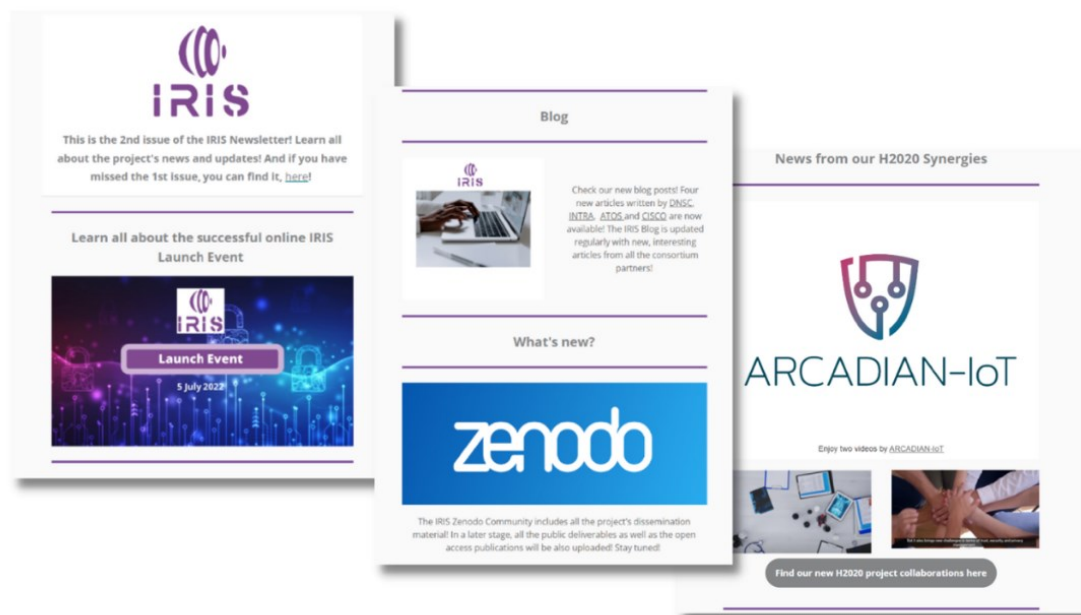 IRIS
This is the 2nd issue of the IRIS Newsletter! Learn all
about the project's news and updates! And if you have
missed the 1st issue, you can find it, here!
Learn all about the successful online IRIS
Launch Event
IRIS
Launch Event
5 July 2022
Blog
IRIS
Check our new blog posts! Four
new articles written by DNSC,
INTRA, ATOS and CISCO are now
available! The IRIS Blog is updated
regularly with new, interesting
articles from all the consortium
partners!
What's new?
zenodo
The IRIS Zenodo Community includes all the project's dissemination
material! In a later stage, all the public deliverables as well as the open
access publications will be also uploaded! Stay tuned!
News from our H2020 Synergies
ARCADIAN-IoT
Enjoy two videos by ARCADIAN-IoT
Find our new H2020 project collaborations here